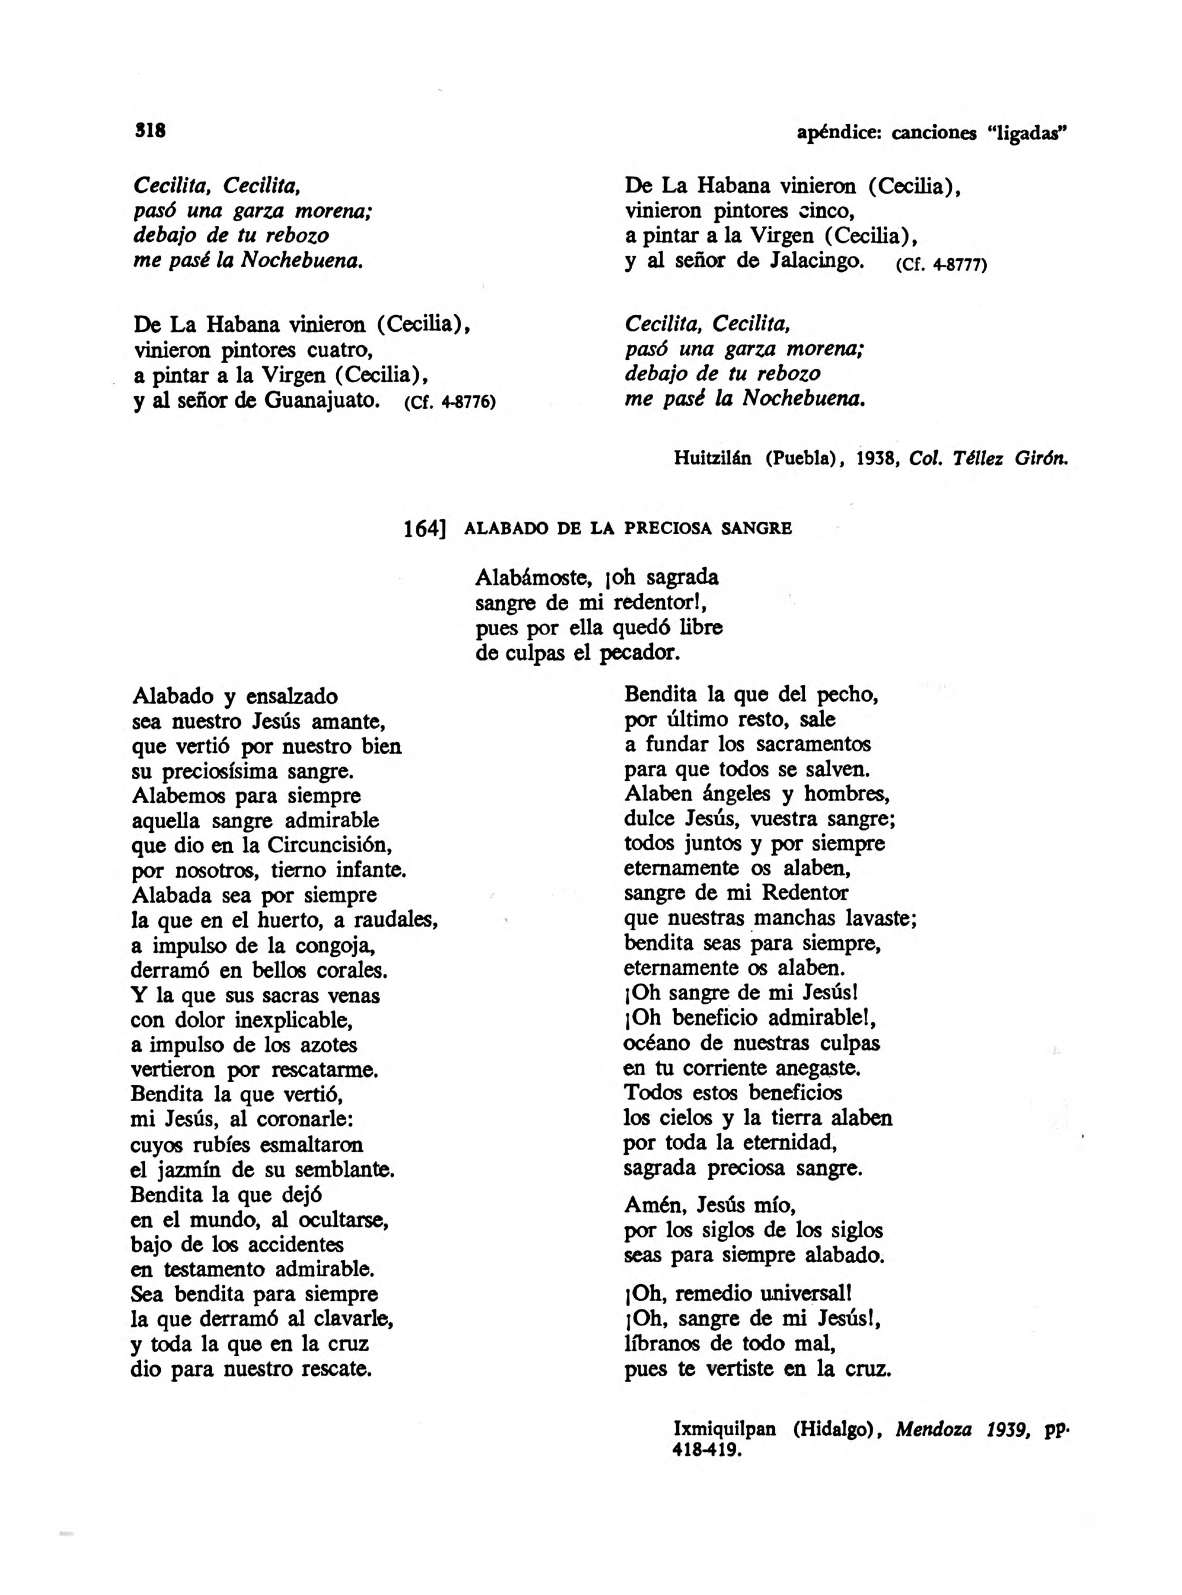 318
apéndice: canciones “ligadas”
Cecilita, Cecilita,
pasó una garza morena;
debajo de tu rebozo
me pasé la Nochebuena.
De La Habana vinieron (Cecilia),
vinieron pintores cuatro,
a pintar a la Virgen (Cecilia),
y al señor de Guanajuato. (Cf. 4-8776)
De La Habana vinieron (Cecilia),
vinieron pintores cinco,
a pintar a la Virgen (Cecilia),
y al señor de Jalacingo. (Cf. 4-8777)
Cecilita, Cecilita,
pasó una garza morena;
debajo de tu rebozo
me pasé la Nochebuena.
Huitzilán (Puebla), 1938, Col. Téllez Girón.
164] ALABADO DE LA PRECIOSA SANGRE
Alabámoste, ¡oh sagrada
sangre de mi redentor!,
pues por ella quedó libre
de culpas el pecador.
Alabado y ensalzado
sea nuestro Jesús amante,
que vertió por nuestro bien
su preciosísima sangre.
Alabemos para siempre
aquella sangre admirable
que dio en la Circuncisión,
por nosotros, tierno infante.
Alabada sea por siempre
la que en el huerto, a raudales,
a impulso de la congoja,
derramó en bellos corales.
Y la que sus sacras venas
con dolor inexplicable,
a impulso de los azotes
vertieron por rescatarme.
Bendita la que vertió,
mi Jesús, al coronarle:
cuyos rubíes esmaltaron
el jazmín de su semblante.
Bendita la que dejó
en el mundo, al ocultarse,
bajo de los accidentes
en testamento admirable.
Sea bendita para siempre
la que derramó al clavarle,
y toda la que en la cruz
dio para nuestro rescate.
Bendita la que del pecho,
por último resto, sale
a fundar los sacramentos
para que todos se salven.
Alaben ángeles y hombres,
dulce Jesús, vuestra sangre;
todos juntos y por siempre
eternamente os alaben,
sangre de mi Redentor
que nuestras manchas lavaste;
bendita seas para siempre,
eternamente os alaben.
¡Oh sangre de mi Jesús!
¡Oh beneficio admirable!,
océano de nuestras culpas
en tu corriente anegaste.
Todos estos beneficios
los cielos y la tierra alaben
por toda la eternidad,
sagrada preciosa sangre.
Amén, Jesús mío,
por los siglos de los siglos
seas para siempre alabado.
¡Oh, remedio universal!
¡Oh, sangre de mi Jesús!,
líbranos de todo mal,
pues te vertiste en la cruz.
Ixmiquilpan (Hidalgo), Mendoza 1939, pp.
418-419.